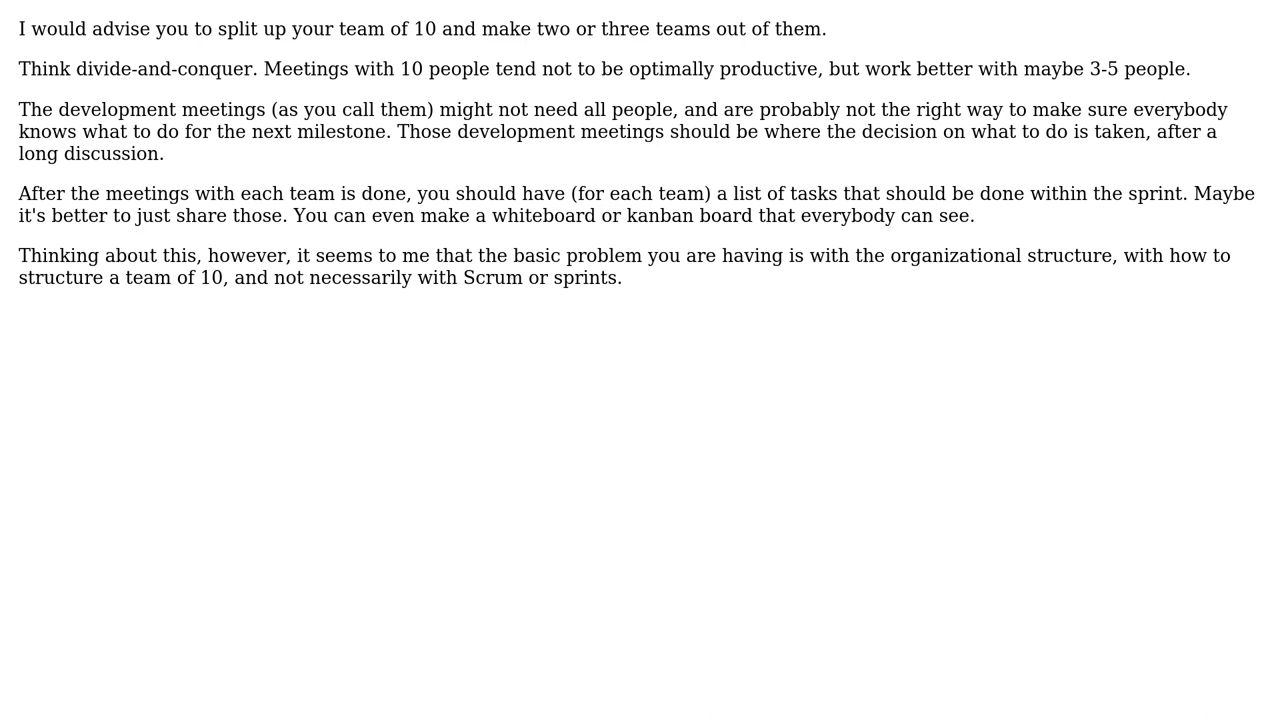 I would advise you to split up your team of 10 and make two or three teams out of them.
Think divide-and-conquer. Meetings with 10 people tend not to be optimally productive, but work better with maybe 3-5 people.
The development meetings (as you call them) might not need all people, and are probably not the right way to make sure everybody
knows what to do for the next milestone. Those development meetings should be where the decision on what to do is taken, after a
long discussion.
After the meetings with each team is done, you should have (for each team) a list of tasks that should be done within the sprint. Maybe
it's better to just share those. You can even make a whiteboard or kanban board that everybody can see.
Thinking about this, however, it seems to me that the basic problem you are having is with the organizational structure, with how to
structure a team of 10, and not necessarily with Scrum or sprints.